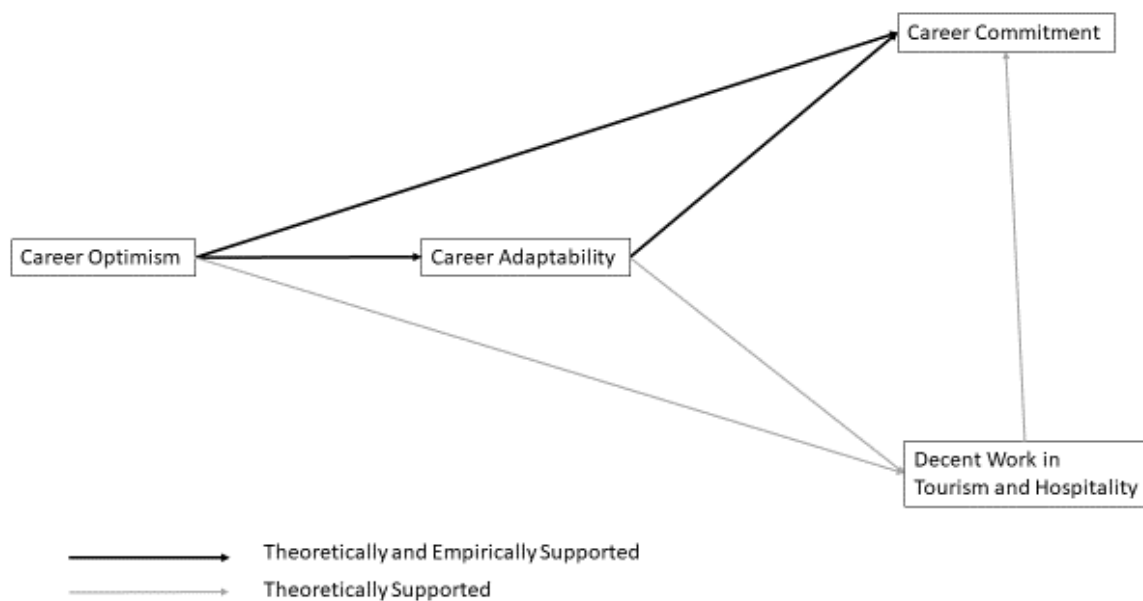 Career Commitment
Career Optimism
Career Adaptability
Decent Work in
Tourism and Hospitality
Theoretically and Empirically Supported
Theoretically Supported